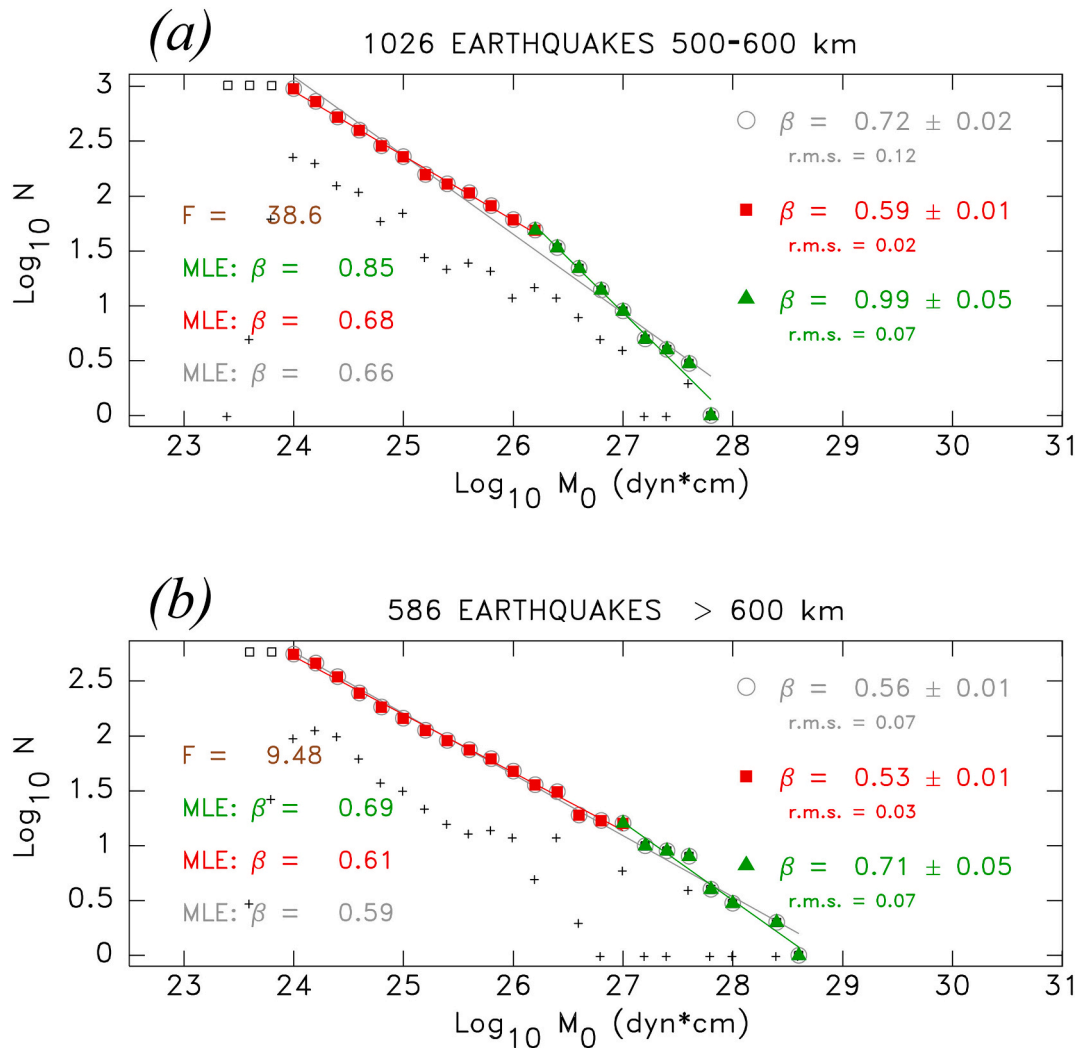 (a)
1026 EARTHQUAKES 500-600 km
3
2.5
2
1.5
1
0.5
0
Log10 N
β = 0.72 ± 0.02
r.m.s. = 0.12
β = 0.59 ± 0.01
r.m.s. = 0.02
β = 0.99 ± 0.05
r.m.s. = 0.07
F = 38.6
MLE: β = 0.85
MLE: β = 0.68
MLE: β = 0.66
23 24 25 26 27 28 29 30 31
Log10 M0 (dyn*cm)
(b)
586 EARTHQUAKES > 600 km
2.5
2
1.5
1
0.5
0
Log10 N
β = 0.56 ± 0.01
r.m.s. = 0.07
β = 0.53 ± 0.01
r.m.s. = 0.03
β = 0.71 ± 0.05
r.m.s. = 0.07
F = 9.48
MLE: β = 0.69
MLE: β = 0.61
MLE: β = 0.59
23 24 25 26 27 28 29 30 31
Log10 M0 (dyn*cm)